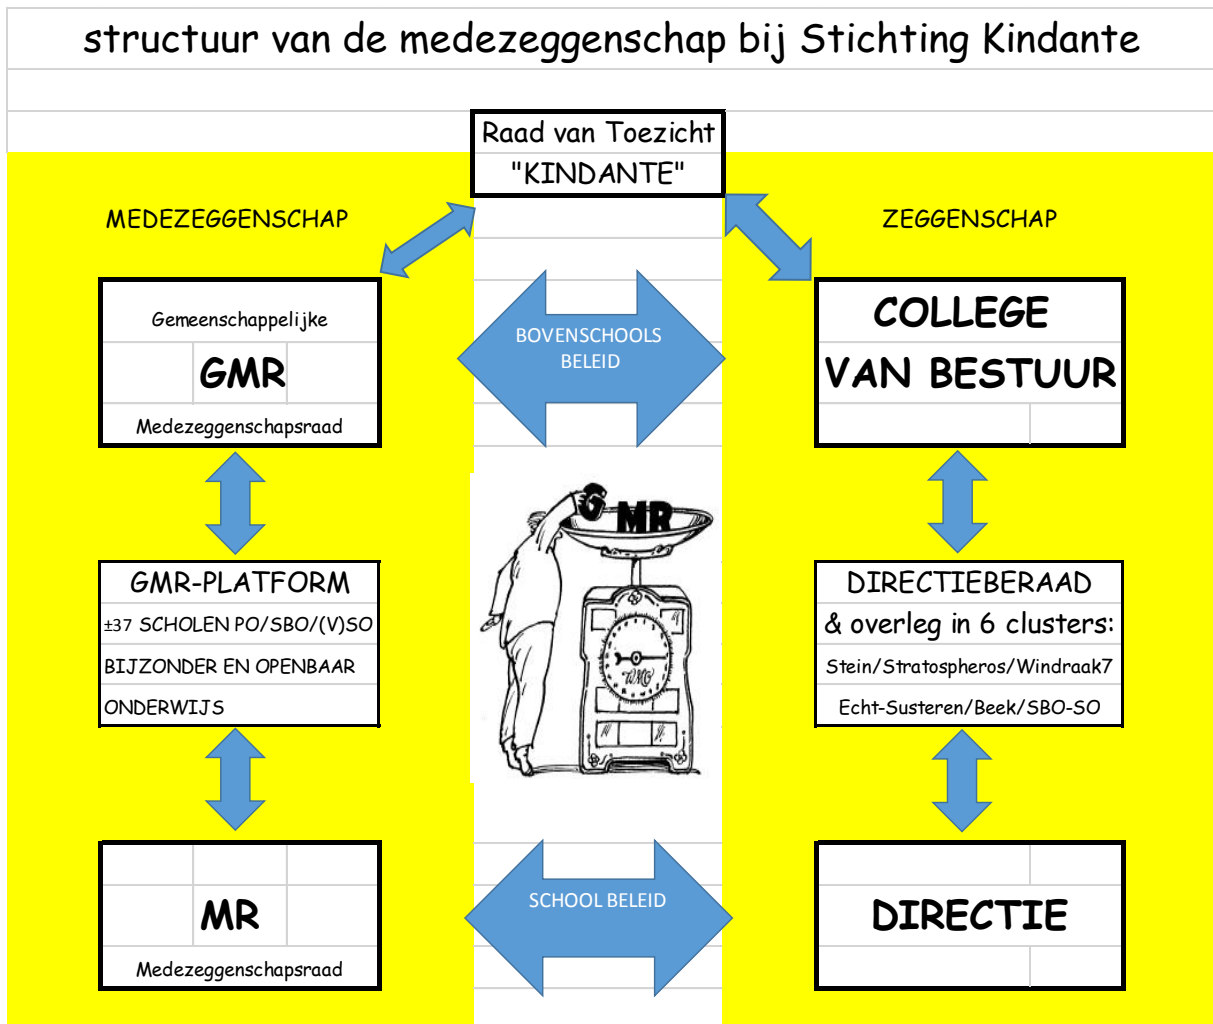 structuur van de medezeggenschap bij Stichting Kindante
Raad van Toezicht
"KINDANTE"
MEDEZEGGENSCHAP
ZEGGENSCHAP
Gemeenschappelijke
GMR
Medezeggenschapsraad
BOVENSCHOOLS
BELEID
COLLEGE
VAN BESTUUR
G MR
WMO
GMR-PLATFORM
±37 SCHOLEN PO/SBO/(V)SO
BIJZONDER EN OPENBAAR
ONDERWIJS
DIRECTIEBERAAD
& overleg in 6 clusters:
Stein/Stratospheros/Windraak7
Echt-Susteren/Beek/SBO-SO
MR
Medezeggenschapsraad
SCHOOL BELEID
DIRECTIE